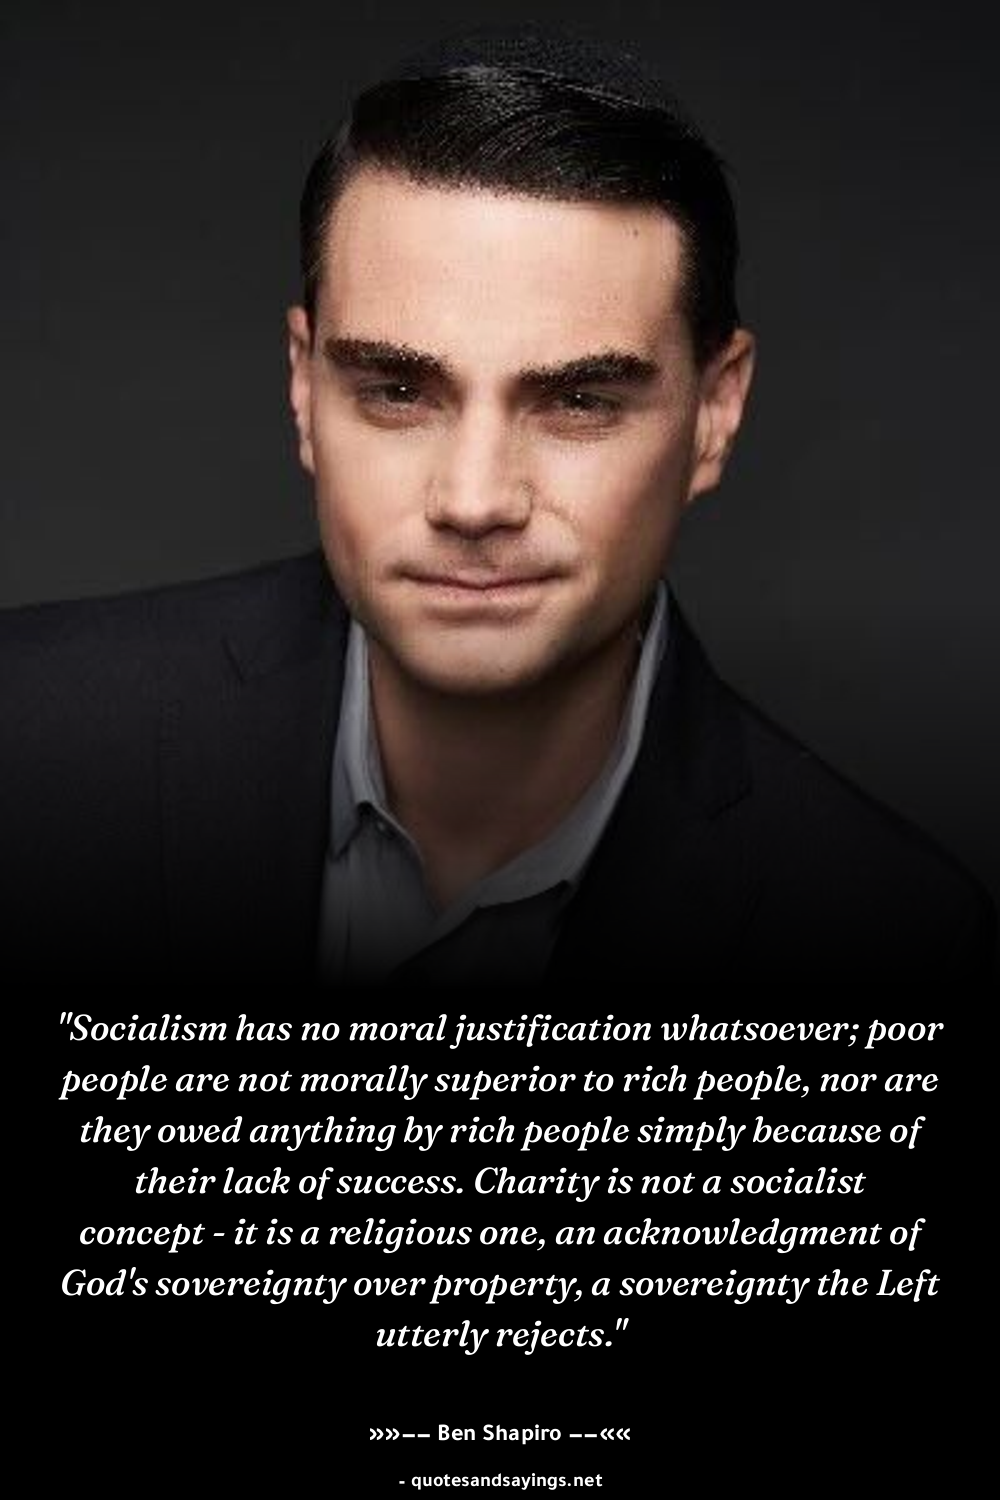 "Socialism has no moral justification whatsoever; poor
people are not morally superior to rich people, nor are
they owed anything by rich people simply because of
their lack of success. Charity is not a socialist
concept - it is a religious one, an acknowledgment of
God's sovereignty over property, a sovereignty the Left
utterly rejects."
»»–– Ben Shapiro ––««
- quotesandsayings.net